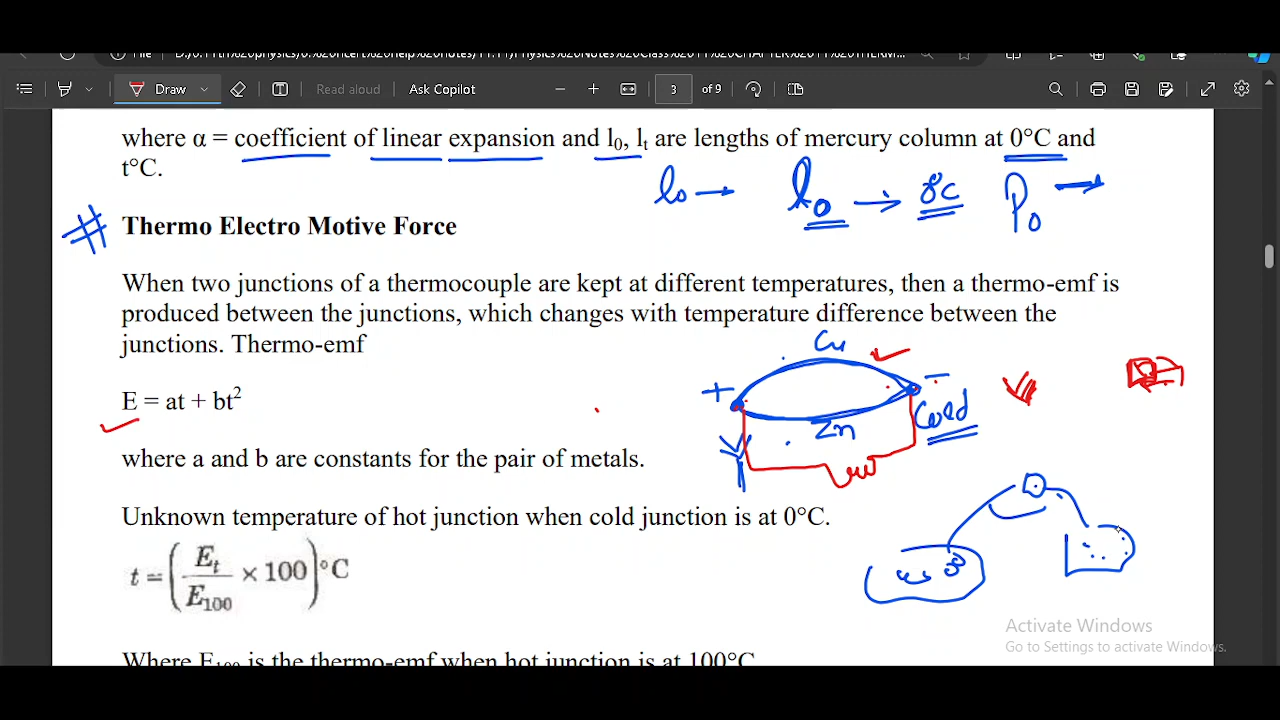 Draw
Read aloud
Ask Copilot
3 of 9
where α = coefficient of linear expansion and l₀, lₜ are lengths of mercury column at 0°C and
t°C.
l₀ → l₀ → 0°C P₀ →
# Thermo Electro Motive Force
When two junctions of a thermocouple are kept at different temperatures, then a thermo-emf is
produced between the junctions, which changes with temperature difference between the
junctions. Thermo-emf
Cu
+ −
E = at + bt²
Zn
Cold
where a and b are constants for the pair of metals.
Unknown temperature of hot junction when cold junction is at 0°C.
t = (Eₜ / E₁₀₀ × 100) °C
Activate Windows
Go to Settings to activate Windows.
Where E₁₀₀ is the thermo-emf when hot junction is at 100°C